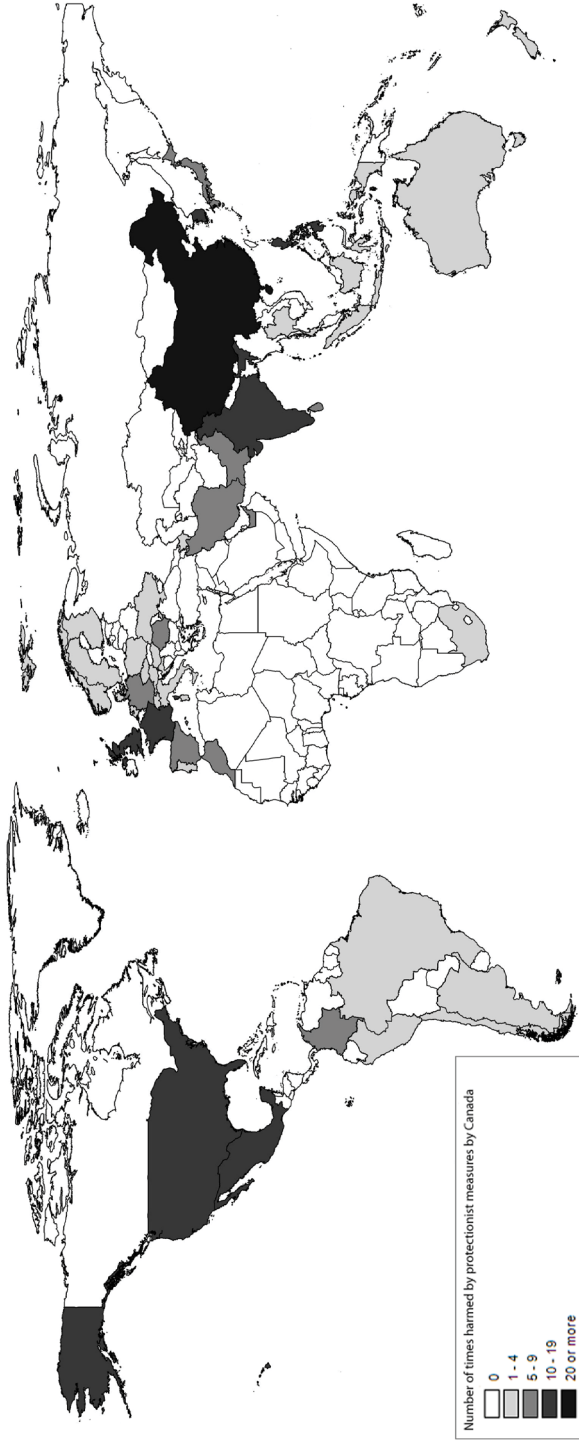 Number of times harmed by protectionist measures by Canada
0
1 - 4
5 - 9
10 - 19
20 or more